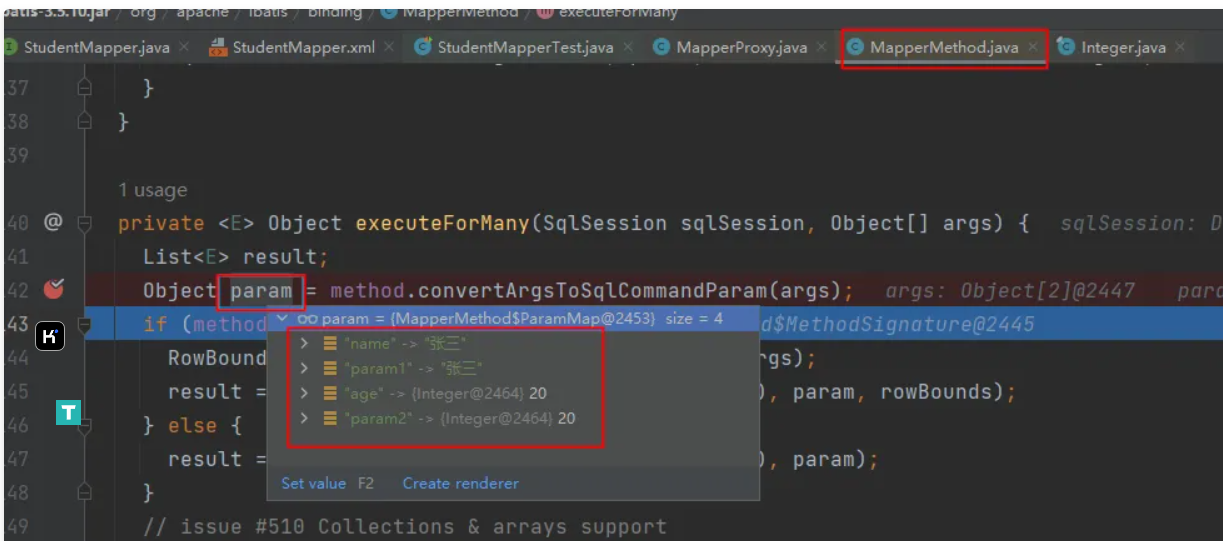 batis-3.5.10.jar / org / apache / ibatis / binding / MapperMethod / executeForMany
StudentMapper.java × StudentMapper.xml × StudentMapperTest.java × MapperProxy.java × MapperMethod.java × Integer.java ×
37 }
38 }
39
1 usage
40 @ private <E> Object executeForMany(SqlSession sqlSession, Object[] args) { sqlSession: D
41 List<E> result;
42 Object param = method.convertArgsToSqlCommandParam(args); args: Object[2]@2447 para
43 if (method d$MethodSignature@2445
param = {MapperMethod$ParamMap@2453} size = 4
"name" -> "张三"
44 RowBound rgs);
"param1" -> "张三"
45 result = ), param, rowBounds);
"age" -> {Integer@2464} 20
46 } else {
"param2" -> {Integer@2464} 20
47 result = ), param);
Set value F2 Create renderer
48 }
49 // issue #510 Collections & arrays support
K
T